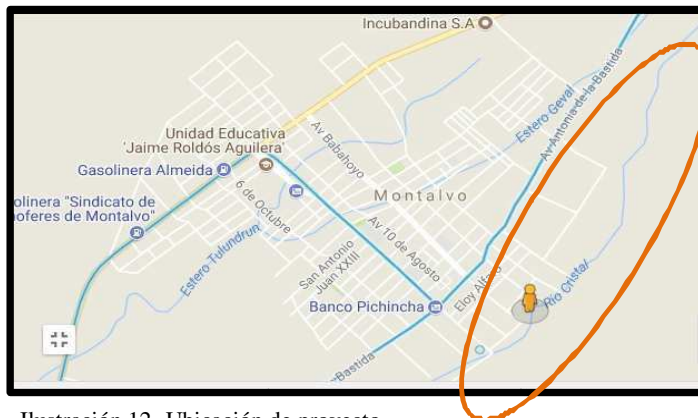 Incubandina S.A
Unidad Educativa
'Jaime Roldós Aguilera'
Gasolinera Almeida
olinera "Sindicato de
oferes de Montalvo"
Av Babahoyo
6 de Octubre
Estero Tulundrun
San Antonio
Juan XXIII
Av 10 de Agosto
Montalvo
Estero Geval
Av Antonia de la Bastida
Banco Pichincha
Eloy Alfaro
Rio Cristal
Bastida
Ilustración 12. Ubicación de proyecto